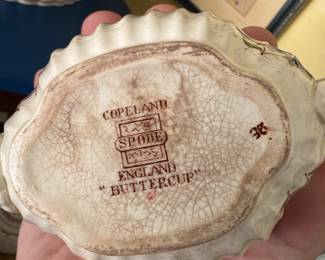 COPELAND
SPODE
ENGLAND
"BUTTERCUP"